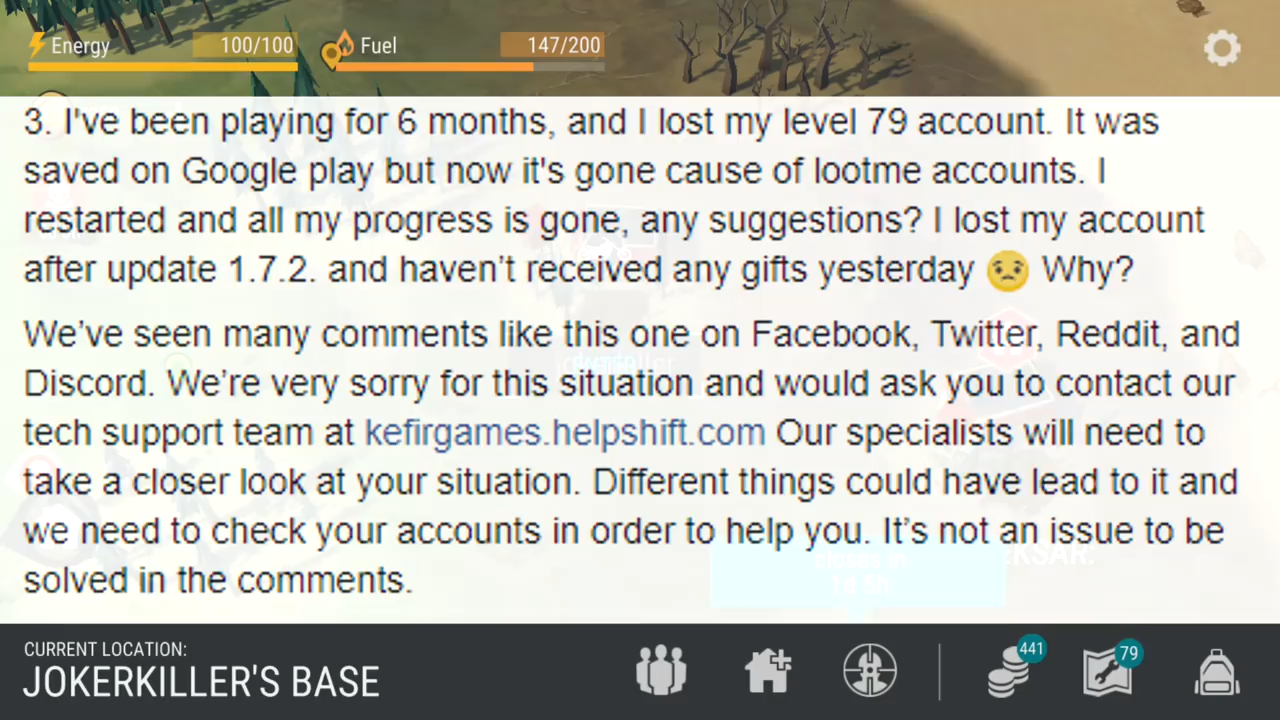 Energy 100/100 Fuel 147/200
3. I've been playing for 6 months, and I lost my level 79 account. It was
saved on Google play but now it's gone cause of lootme accounts. I
restarted and all my progress is gone, any suggestions? I lost my account
after update 1.7.2. and haven’t received any gifts yesterday 😟 Why?
We’ve seen many comments like this one on Facebook, Twitter, Reddit, and
Discord. We’re very sorry for this situation and would ask you to contact our
tech support team at kefirgames.helpshift.com Our specialists will need to
take a closer look at your situation. Different things could have lead to it and
we need to check your accounts in order to help you. It’s not an issue to be
solved in the comments.
closes in
CURRENT LOCATION:
JOKERKILLER'S BASE
441
79